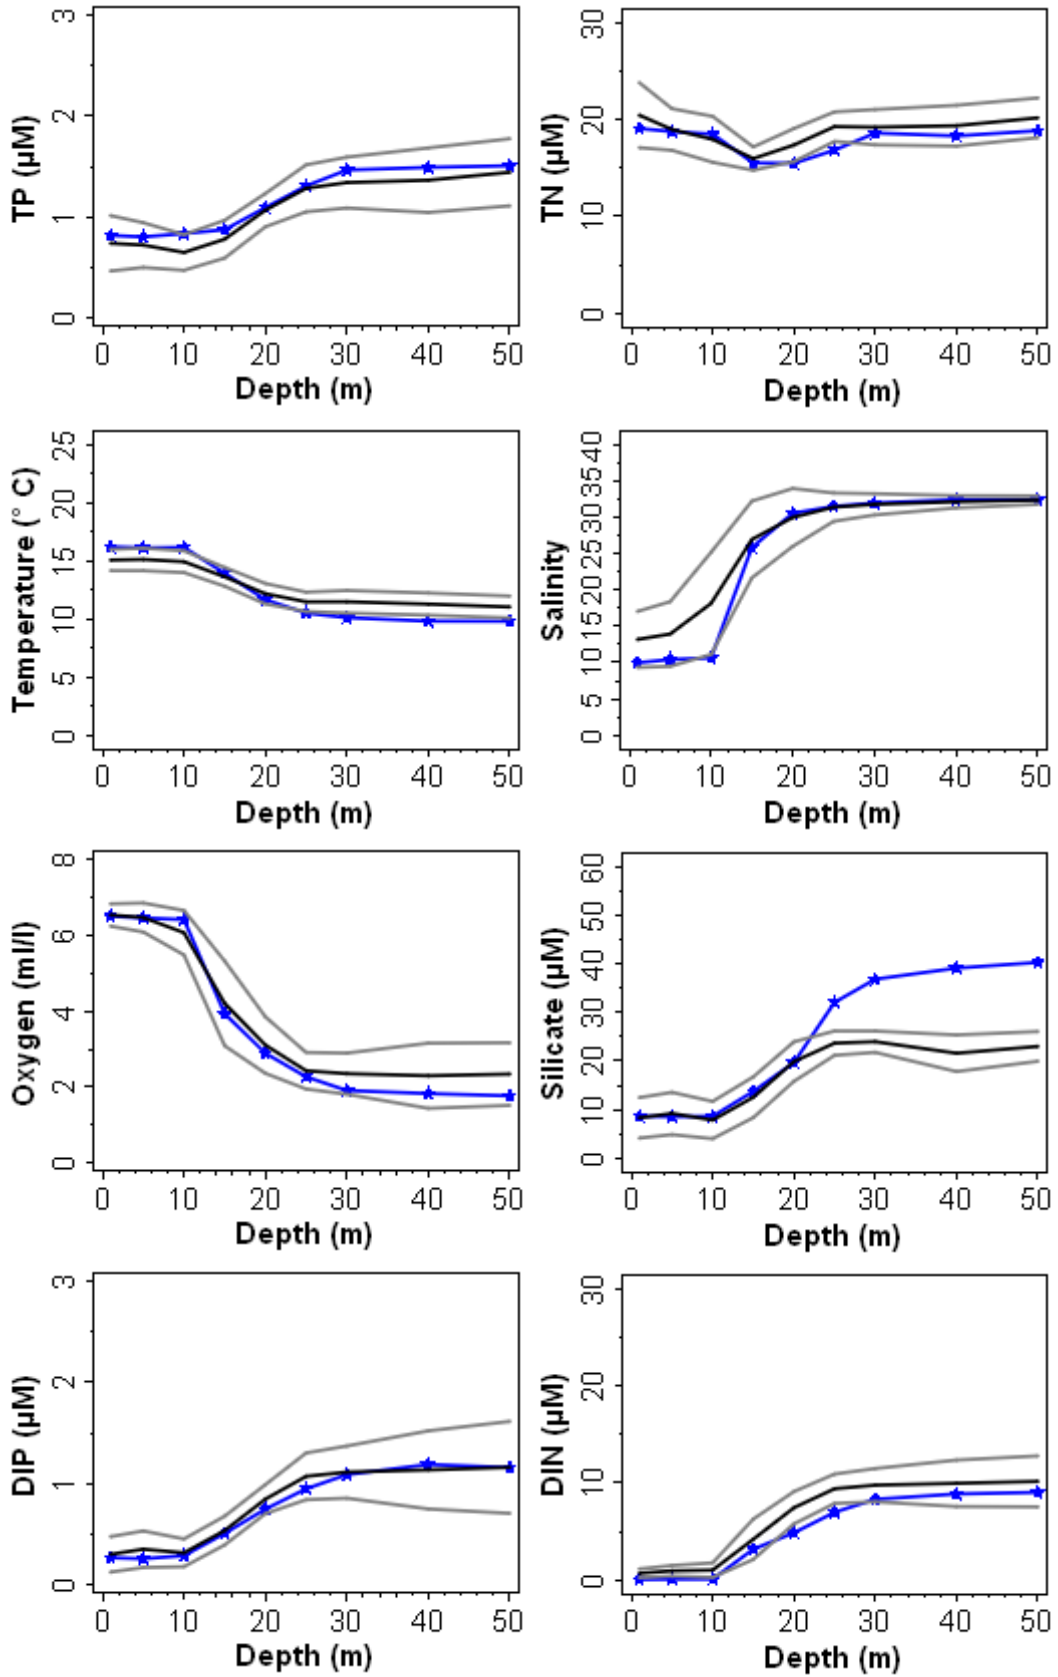 3
2
1
0
TP (µM)
0 10 20 30 40 50
Depth (m)
30
20
10
0
TN (µM)
0 10 20 30 40 50
Depth (m)
25
20
15
10
5
0
Temperature (° C)
0 10 20 30 40 50
Depth (m)
40
35
30
25
20
15
10
5
0
Salinity
0 10 20 30 40 50
Depth (m)
8
6
4
2
0
Oxygen (ml/l)
0 10 20 30 40 50
Depth (m)
60
50
40
30
20
10
0
Silicate (µM)
0 10 20 30 40 50
Depth (m)
3
2
1
0
DIP (µM)
0 10 20 30 40 50
Depth (m)
30
20
10
0
DIN (µM)
0 10 20 30 40 50
Depth (m)